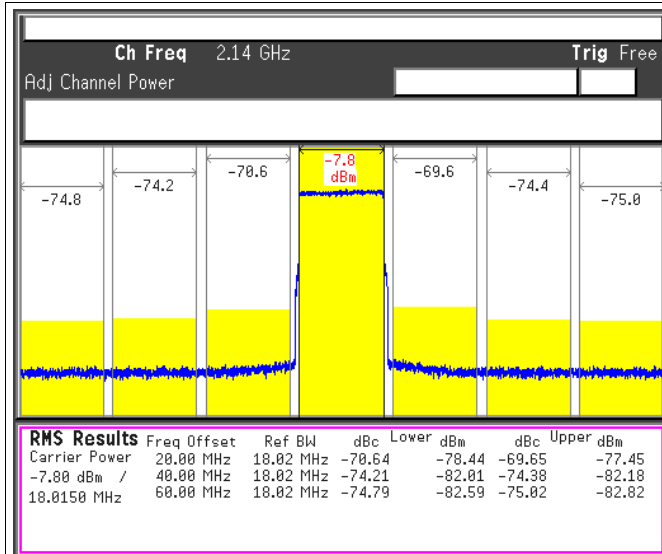 Ch Freq 2.14 GHz Trig Free
Adj Channel Power
-74.8 -74.2 -70.6 -7.8 dBm -69.6 -74.4 -75.0
RMS Results Freq Offset Ref BW dBc Lower dBm dBc Upper dBm
Carrier Power 20.00 MHz 18.02 MHz -70.64 -78.44 -69.65 -77.45
-7.80 dBm / 40.00 MHz 18.02 MHz -74.21 -82.01 -74.38 -82.18
18.0150 MHz 60.00 MHz 18.02 MHz -74.79 -82.59 -75.02 -82.82